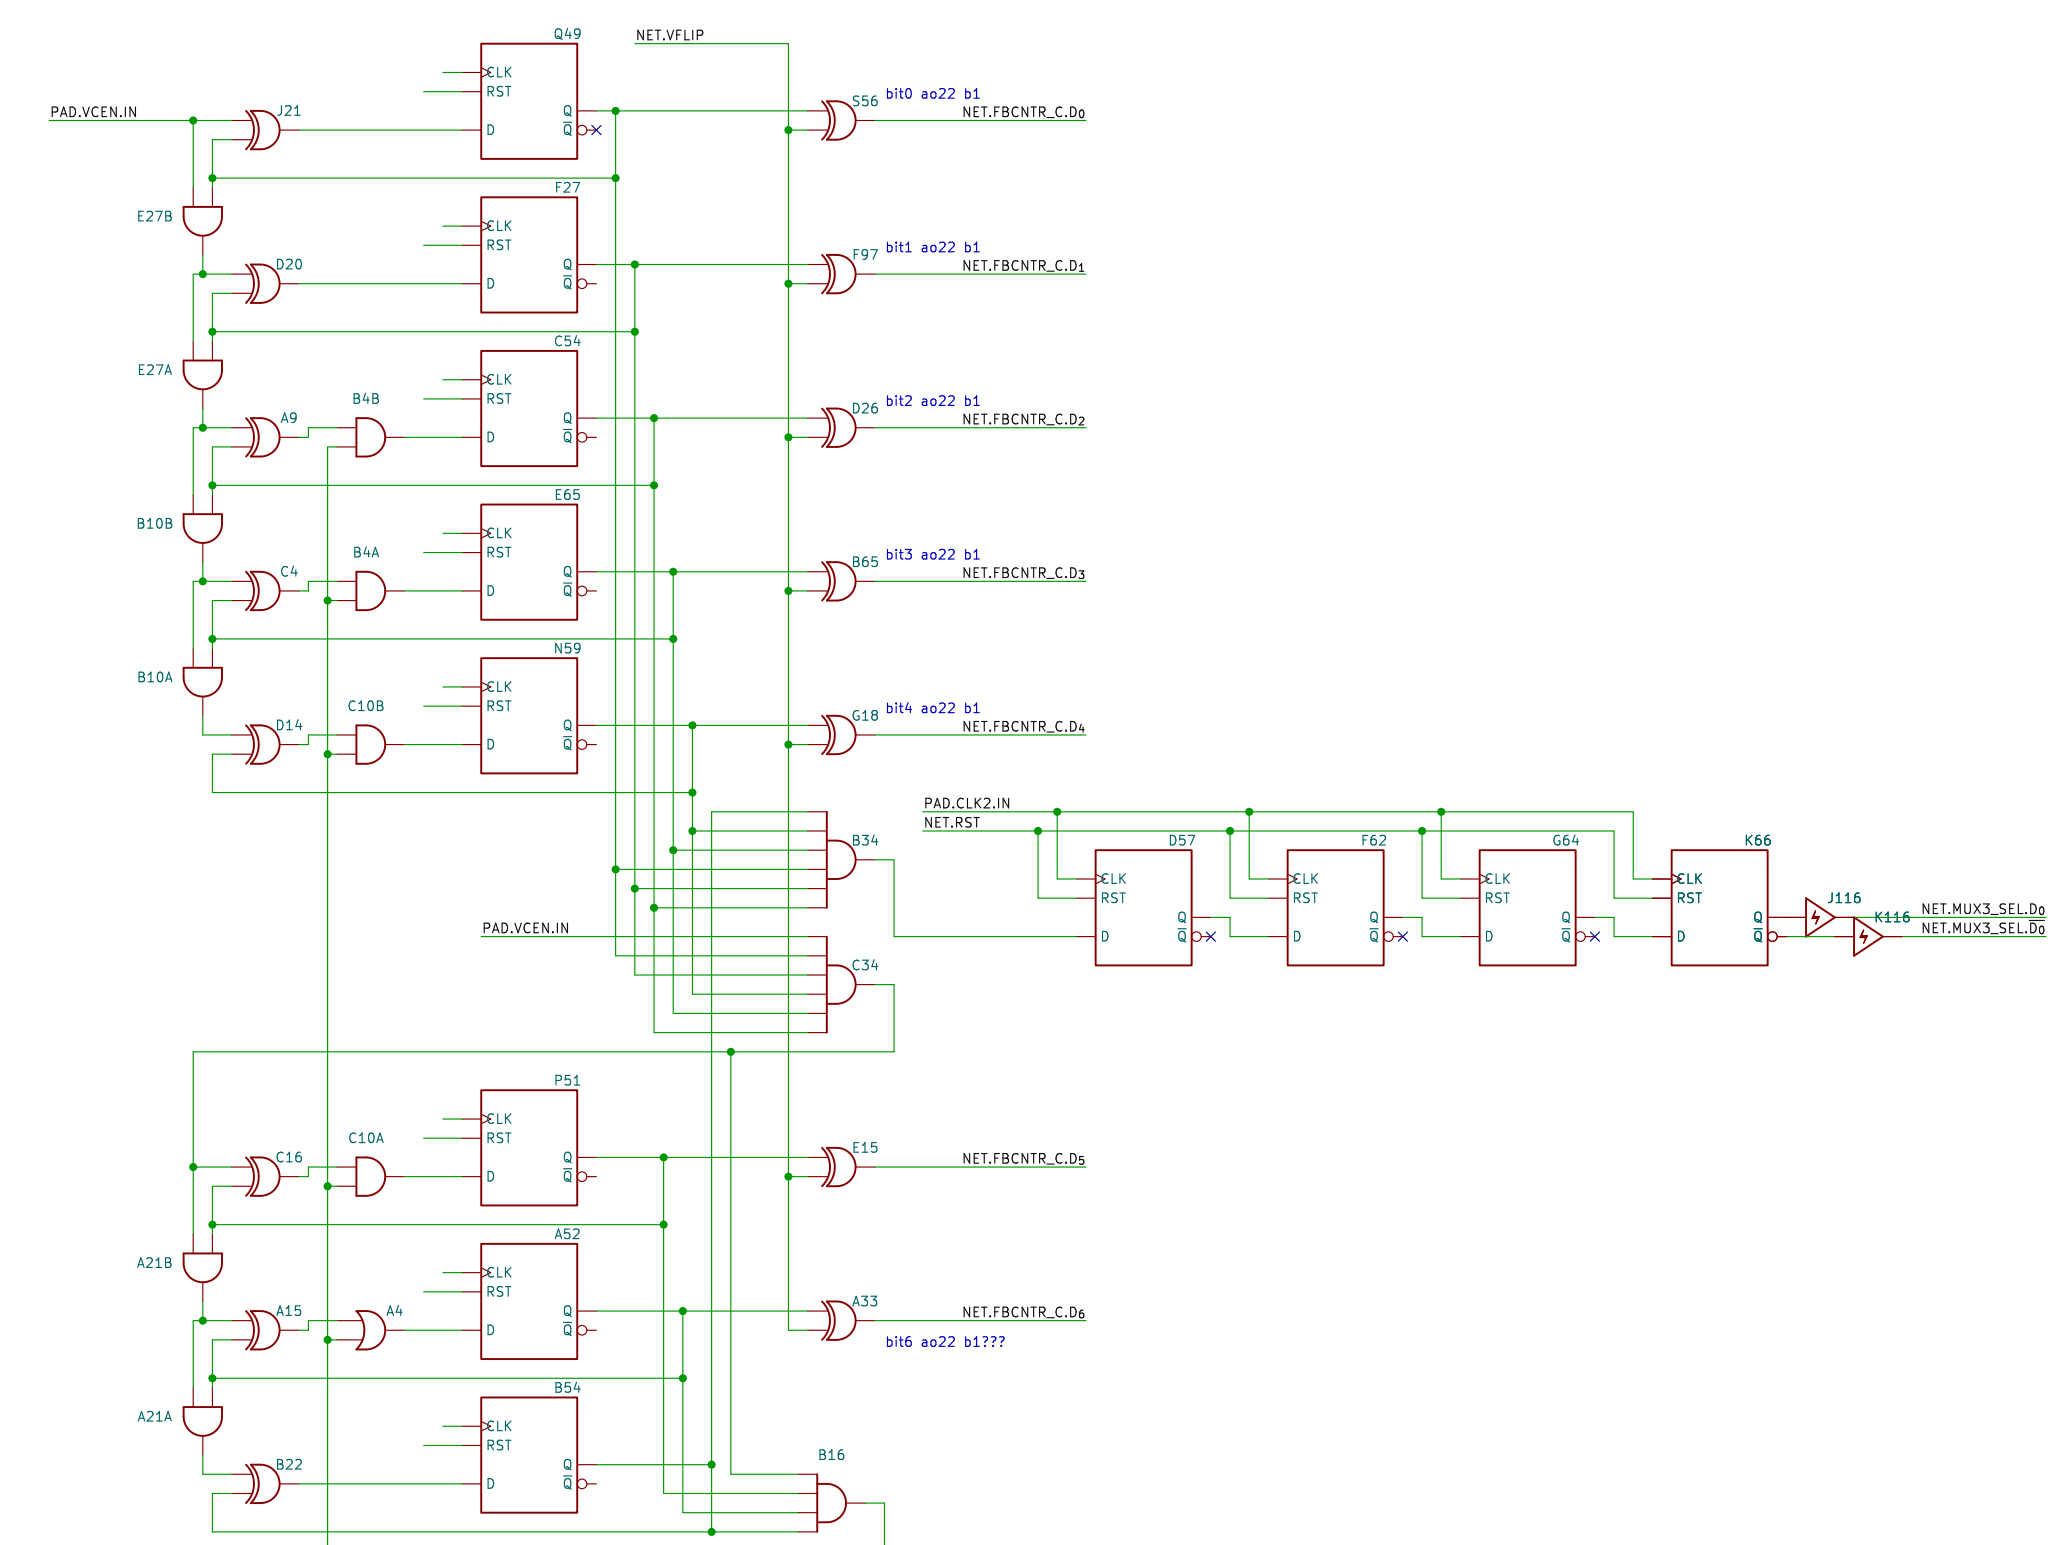 Q49
NET.VFLIP
CLK
RST
Q
Q
D
J21
PAD.VCEN.IN
S56
bit0 ao22 b1
NET.FBCNTR_C.D0
E27B
F27
CLK
RST
Q
Q
D
D20
F97
bit1 ao22 b1
NET.FBCNTR_C.D1
E27A
C54
CLK
RST
Q
Q
D
A9
B4B
D26
bit2 ao22 b1
NET.FBCNTR_C.D2
B10B
E65
CLK
RST
Q
Q
D
C4
B4A
B65
bit3 ao22 b1
NET.FBCNTR_C.D3
B10A
N59
CLK
RST
Q
Q
D
D14
C10B
G18
bit4 ao22 b1
NET.FBCNTR_C.D4
PAD.CLK2.IN
NET.RST
B34
D57
CLK
RST
Q
Q
D
F62
CLK
RST
Q
Q
D
G64
CLK
RST
Q
Q
D
K66
CLK
RST
Q
Q
D
J116
K116
NET.MUX3_SEL.D0
NET.MUX3_SEL.D0
PAD.VCEN.IN
C34
P51
CLK
RST
Q
Q
D
C16
C10A
E15
NET.FBCNTR_C.D5
A21B
A52
CLK
RST
Q
Q
D
A15
A4
A33
NET.FBCNTR_C.D6
bit6 ao22 b1???
A21A
B54
CLK
RST
Q
Q
D
B22
B16